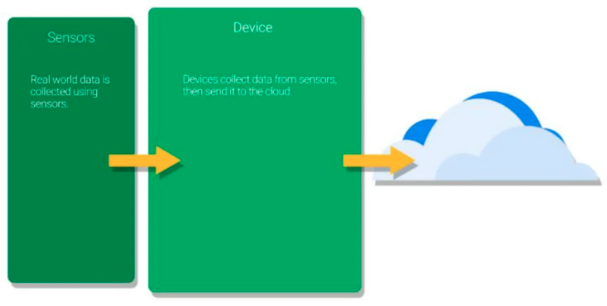 Sensors
Real world data is
collected using
sensors.
Device
Devices collect data from sensors,
then send it to the cloud.